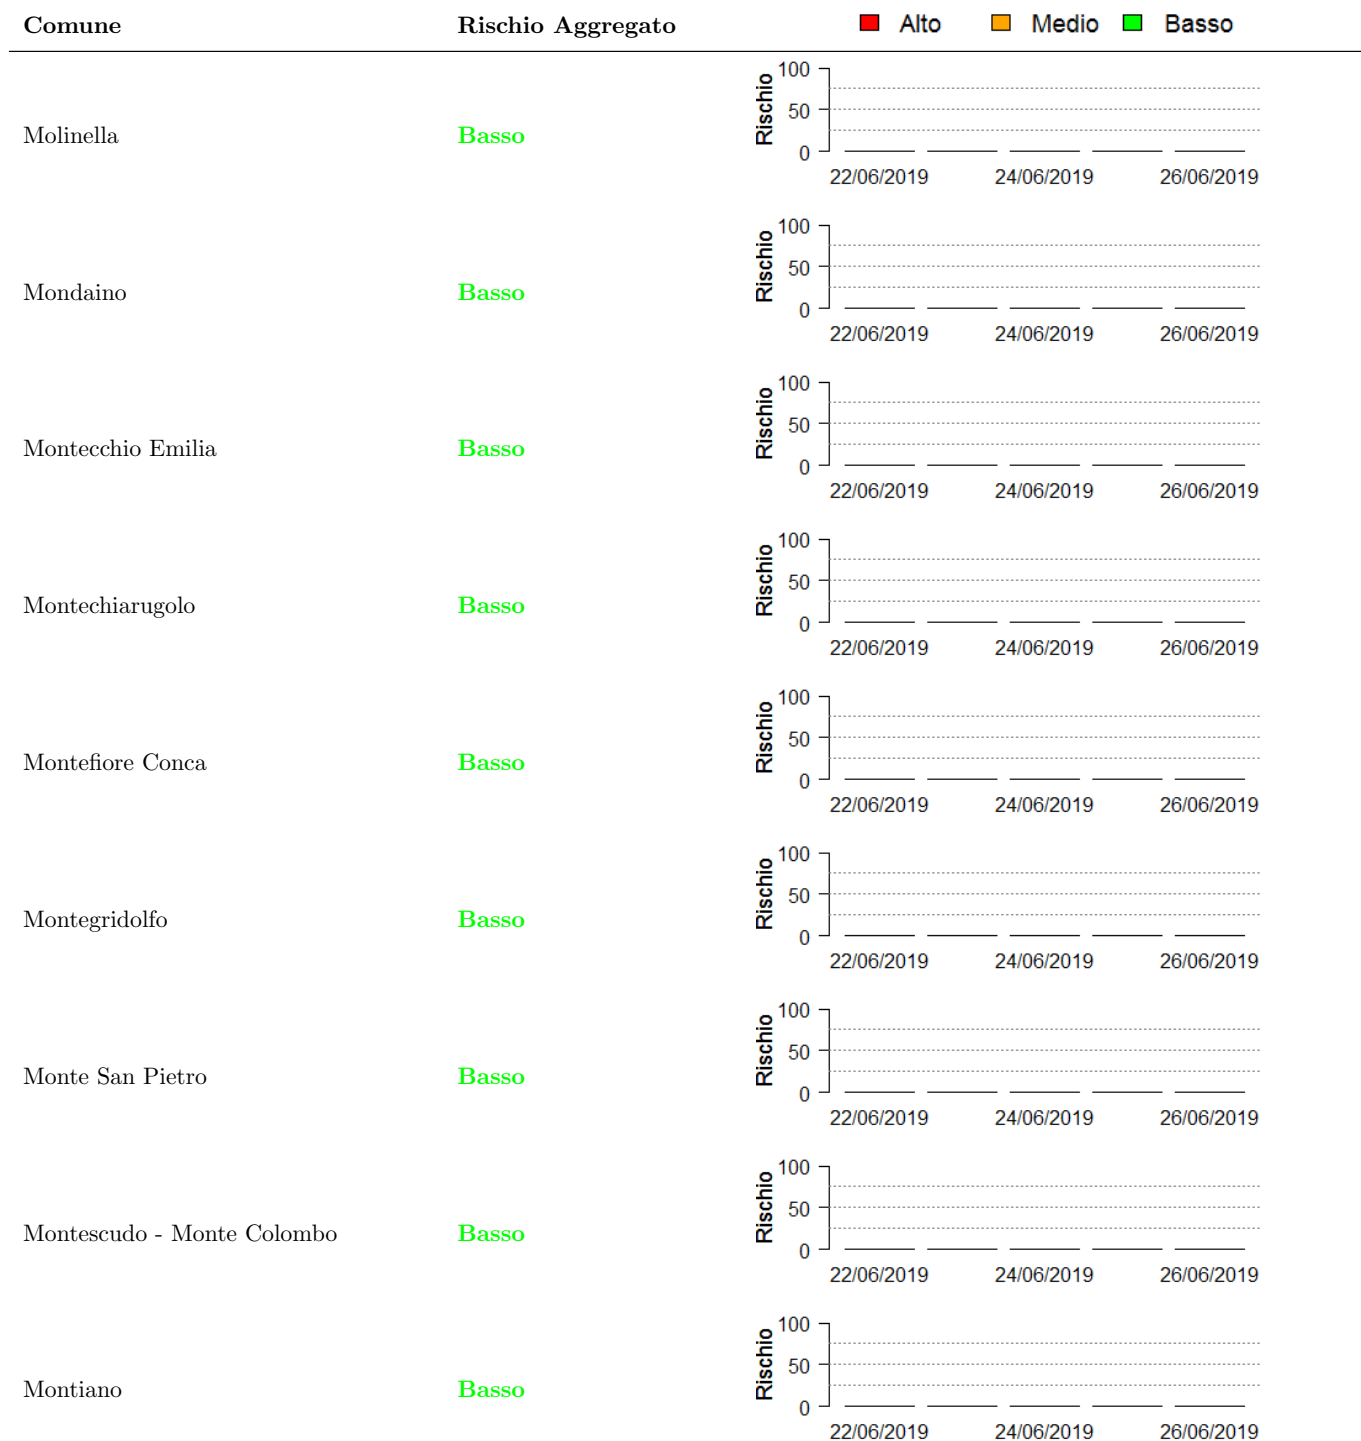 Comune Rischio Aggregato Alto Medio Basso
100
50
0
Rischio
Molinella Basso
22/06/2019 24/06/2019 26/06/2019
100
50
0
Rischio
Mondaino Basso
22/06/2019 24/06/2019 26/06/2019
100
50
0
Rischio
Montecchio Emilia Basso
22/06/2019 24/06/2019 26/06/2019
100
50
0
Rischio
Montechiarugolo Basso
22/06/2019 24/06/2019 26/06/2019
100
50
0
Rischio
Montefiore Conca Basso
22/06/2019 24/06/2019 26/06/2019
100
50
0
Rischio
Montegridolfo Basso
22/06/2019 24/06/2019 26/06/2019
100
50
0
Rischio
Monte San Pietro Basso
22/06/2019 24/06/2019 26/06/2019
100
50
0
Rischio
Montescudo - Monte Colombo Basso
22/06/2019 24/06/2019 26/06/2019
100
50
0
Rischio
Montiano Basso
22/06/2019 24/06/2019 26/06/2019